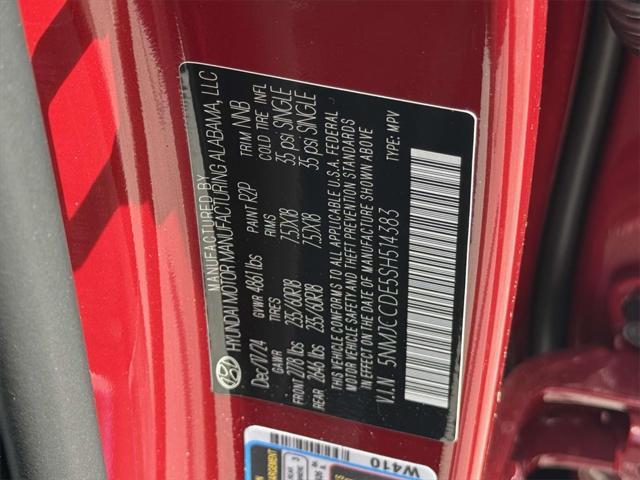 MANUFACTURED BY
HYUNDAI MOTOR MANUFACTURING ALABAMA, LLC
Dec/17/24 PAINT R2P TRIM NNB
GVWR 4861 lbs
GAWR TIRES RIMS COLD TIRE INFL
FRONT 2778 lbs 235/60R18 7.5JX18 35 psi SINGLE
REAR 2646 lbs 235/60R18 7.5JX18 35 psi SINGLE
THIS VEHICLE CONFORMS TO ALL APPLICABLE U.S.A. FEDERAL
MOTOR VEHICLE SAFETY AND THEFT PREVENTION STANDARDS
IN EFFECT ON THE DATE OF MANUFACTURE SHOWN ABOVE
V.I.N 5NMJCCDE5SH514383 TYPE: MPV
W410